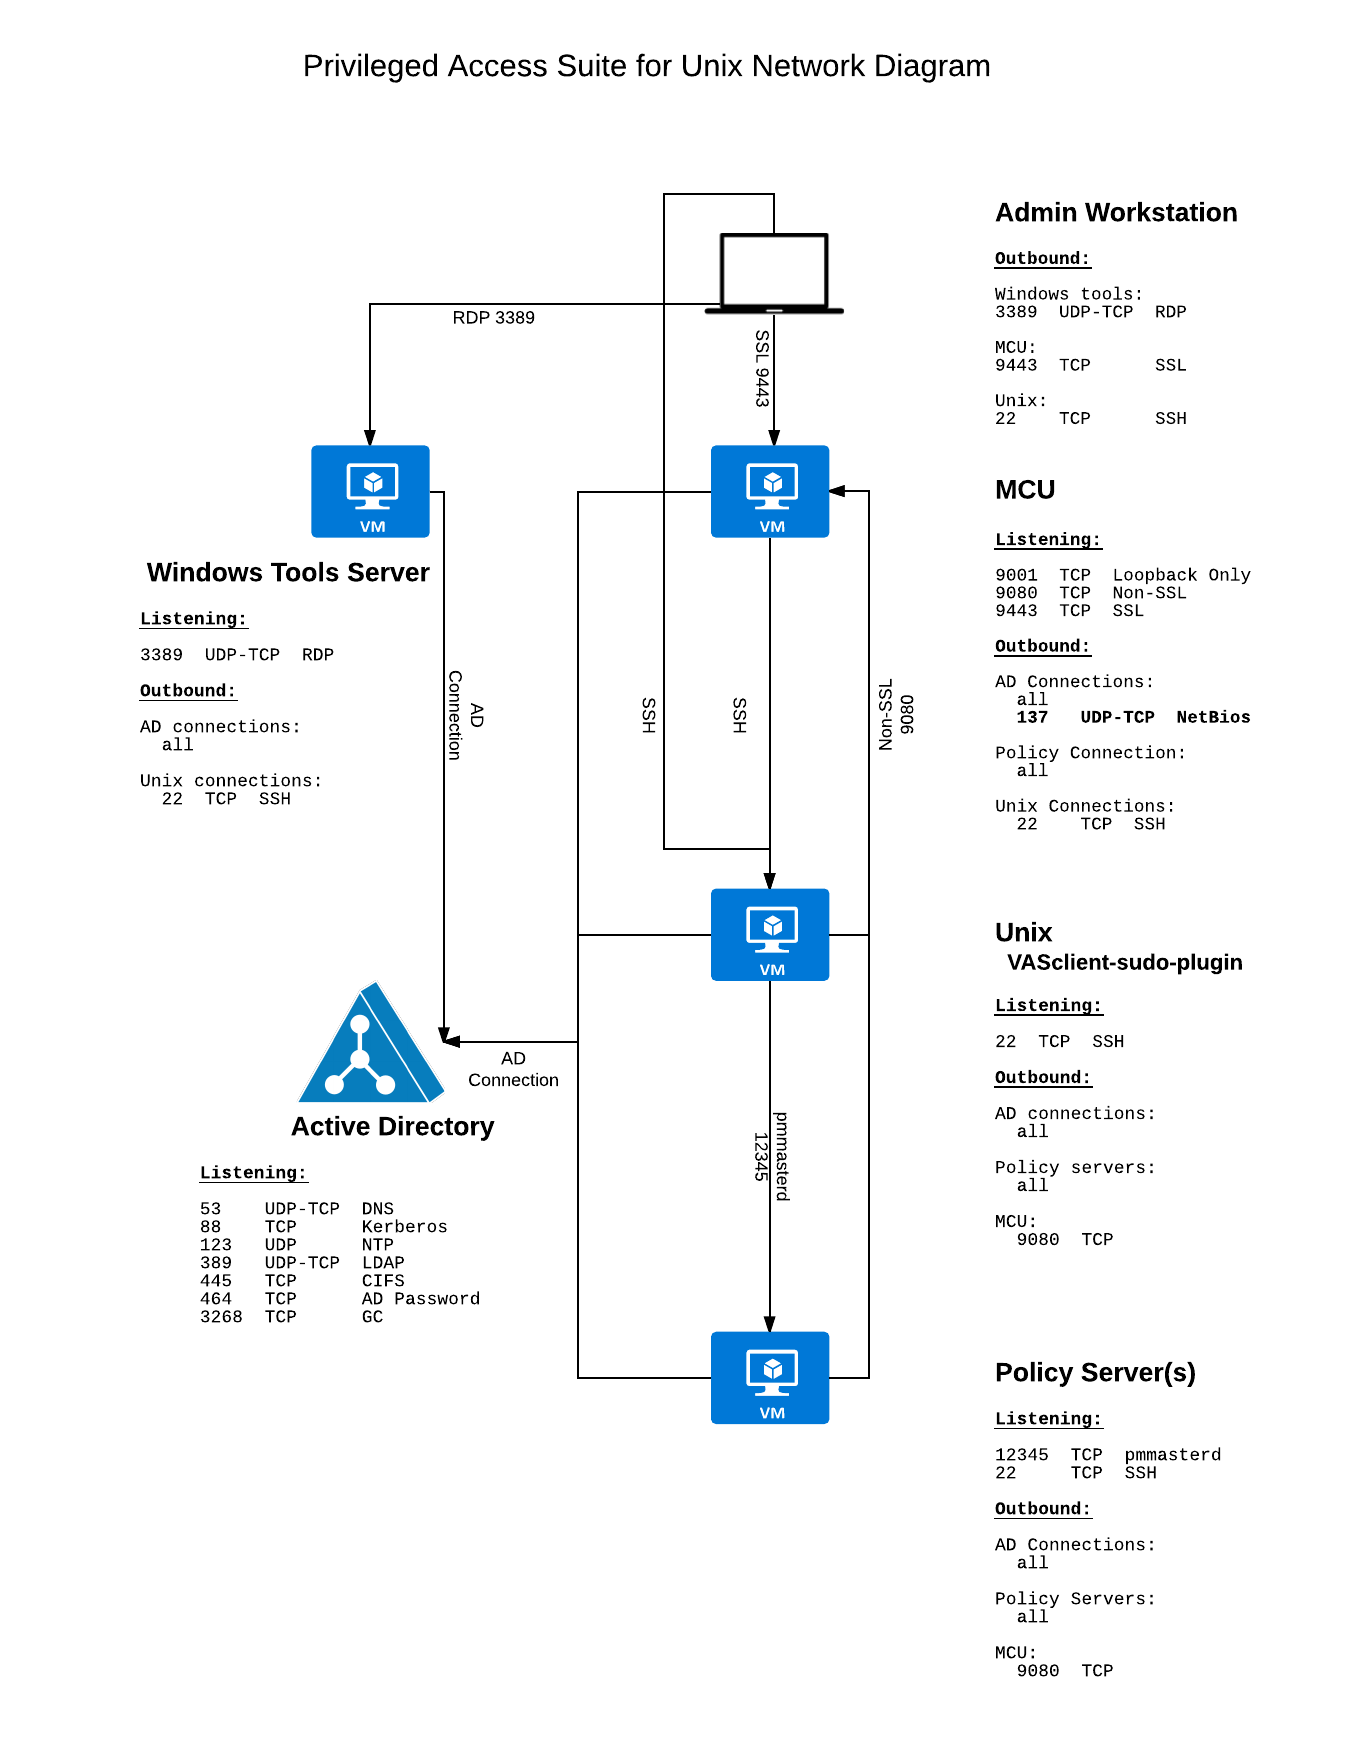 Privileged Access Suite for Unix Network Diagram
RDP 3389
SSL 9443
VM
VM
Windows Tools Server
Listening:
3389 UDP-TCP RDP
Outbound:
AD connections:
all
Unix connections:
22 TCP SSH
AD
Connection
SSH
SSH
9080
Non-SSL
VM
AD
Connection
Active Directory
Listening:
53 UDP-TCP DNS
88 TCP Kerberos
123 UDP NTP
389 UDP-TCP LDAP
445 TCP CIFS
464 TCP AD Password
3268 TCP GC
pmmasterd
12345
VM
Admin Workstation
Outbound:
Windows tools:
3389 UDP-TCP RDP
MCU:
9443 TCP SSL
Unix:
22 TCP SSH
MCU
Listening:
9001 TCP Loopback Only
9080 TCP Non-SSL
9443 TCP SSL
Outbound:
AD Connections:
all
137 UDP-TCP NetBios
Policy Connection:
all
Unix Connections:
22 TCP SSH
Unix
VASclient-sudo-plugin
Listening:
22 TCP SSH
Outbound:
AD connections:
all
Policy servers:
all
MCU:
9080 TCP
Policy Server(s)
Listening:
12345 TCP pmmasterd
22 TCP SSH
Outbound:
AD Connections:
all
Policy Servers:
all
MCU:
9080 TCP